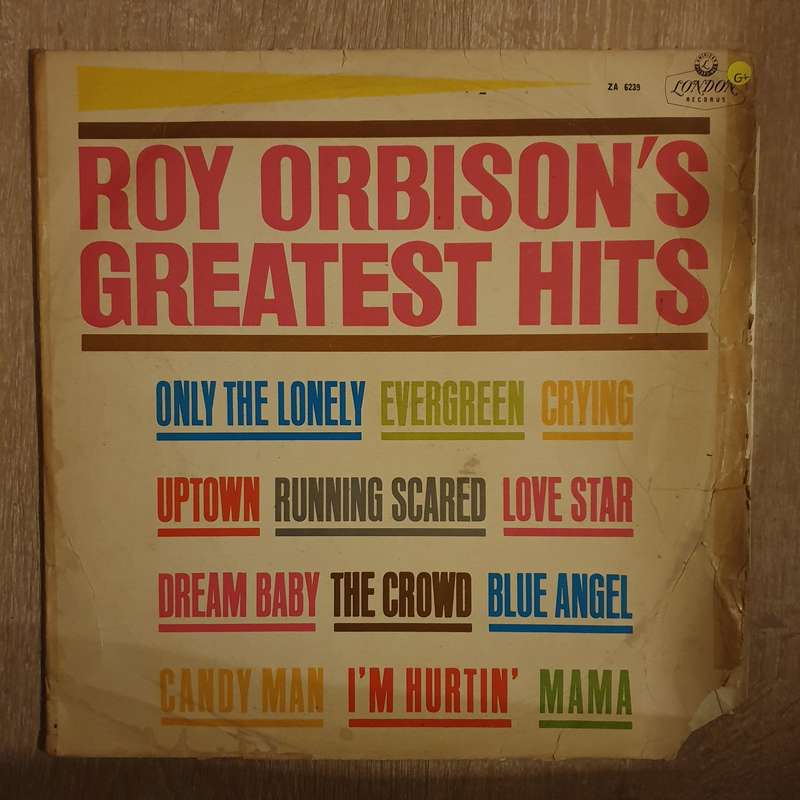 ZA 6239
LONDON
RECORDS
G+
ROY ORBISON'S
GREATEST HITS
ONLY THE LONELY EVERGREEN CRYING
UPTOWN RUNNING SCARED LOVE STAR
DREAM BABY THE CROWD BLUE ANGEL
CANDY MAN I'M HURTIN' MAMA